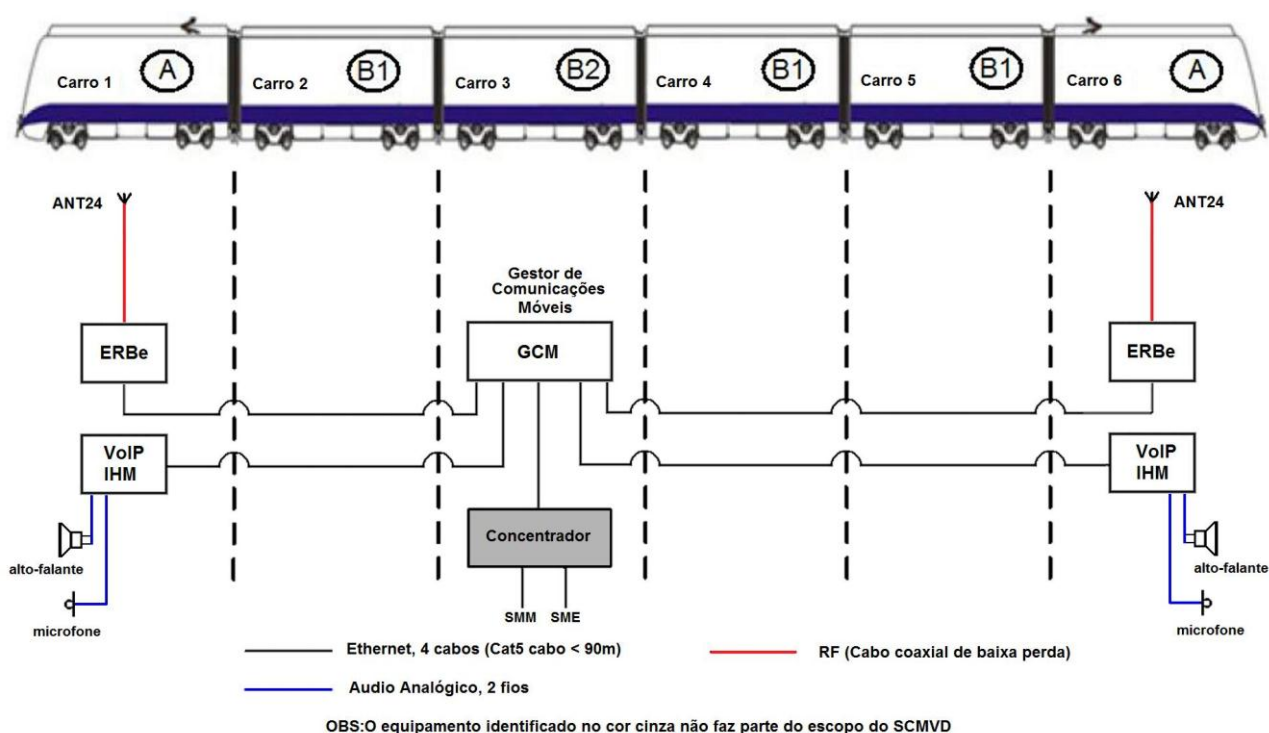 Carro 1
A
Carro 2
B1
Carro 3
B2
Carro 4
B1
Carro 5
B1
Carro 6
A
ANT24
ANT24
Gestor de
Comunicações
Móveis
ERBe
GCM
ERBe
VoIP
IHM
VoIP
IHM
Concentrador
alto-falante
alto-falante
SMM
SME
microfone
microfone
Ethernet, 4 cabos (Cat5 cabo < 90m)
RF (Cabo coaxial de baixa perda)
Audio Analógico, 2 fios
OBS:O equipamento identificado no cor cinza não faz parte do escopo do SCMVD